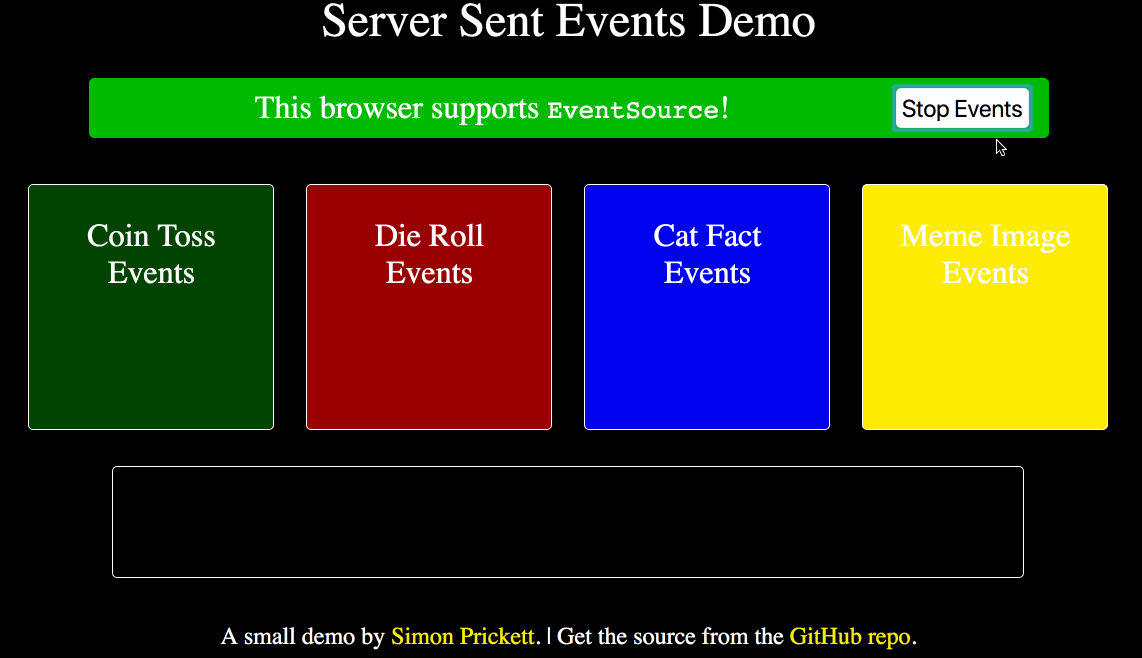 Server Sent Events Demo
This browser supports EventSource!
Stop Events
Coin Toss
Events
Die Roll
Events
Cat Fact
Events
Meme Image
Events
A small demo by Simon Prickett. | Get the source from the GitHub repo.